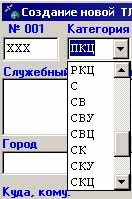 Создание новой ТЛ
№ 001 Категория
XXX ПКЦ
РКЦ
Служебный
С
СВ
СВУ
СВЦ
СК
Город
СКУ
СКЦ
Куда, кому: